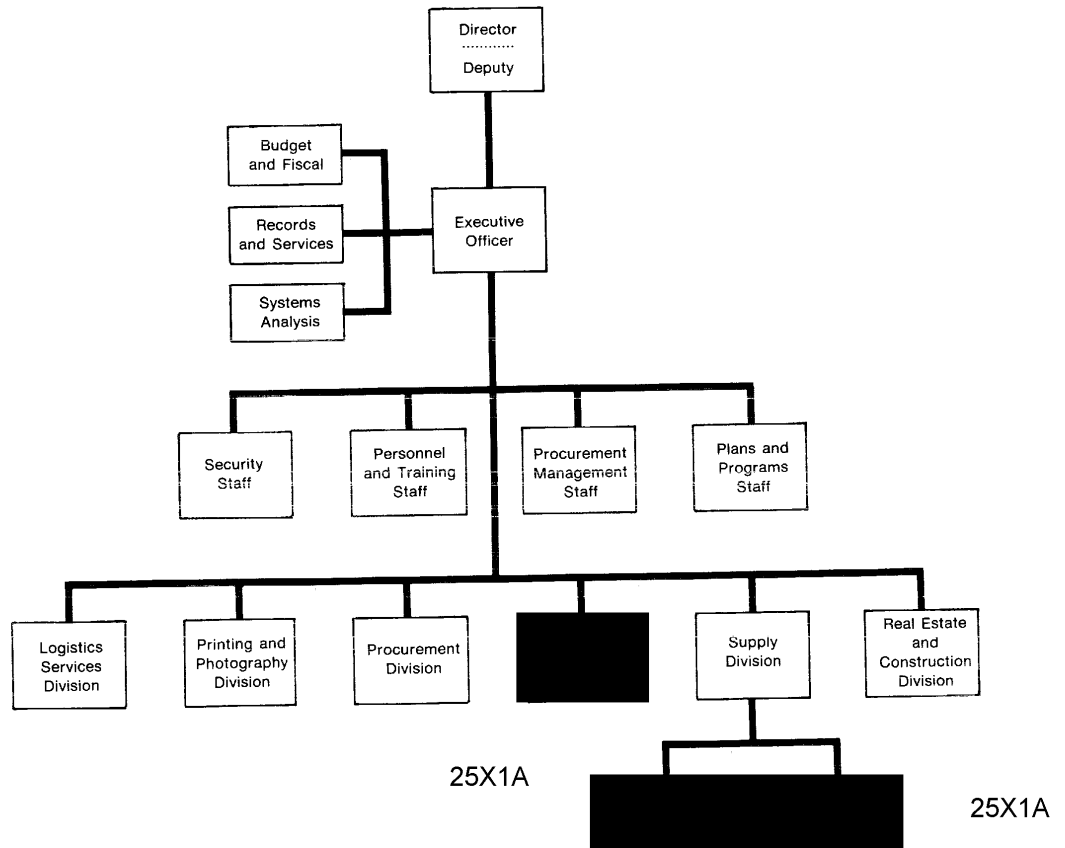 Director
Deputy
Budget
and Fiscal
Records
and Services
Systems
Analysis
Executive
Officer
Security
Staff
Personnel
and Training
Staff
Procurement
Management
Staff
Plans and
Programs
Staff
Logistics
Services
Division
Printing and
Photography
Division
Procurement
Division
Supply
Division
Real Estate
and
Construction
Division
25X1A
25X1A